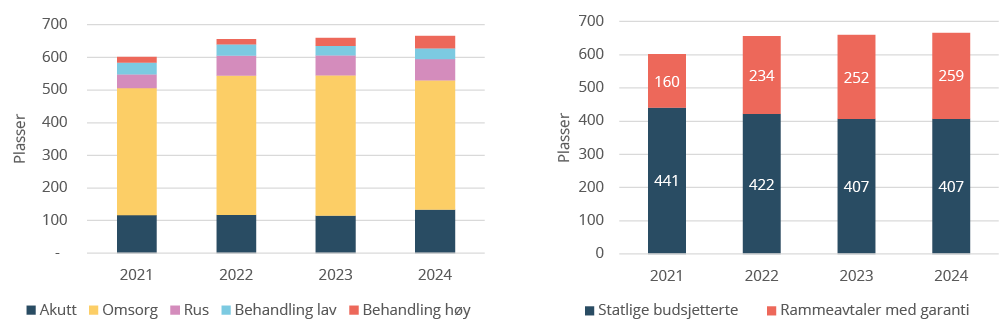 700
600
500
400
300
200
100
-
Plasser
2021 2022 2023 2024
Akutt Omsorg Rus Behandling lav Behandling høy
700
600
500
400
300
200
100
0
Plasser
160 234 252 259
441 422 407 407
2021 2022 2023 2024
Statlige budsjetterte Rammeavtaler med garanti